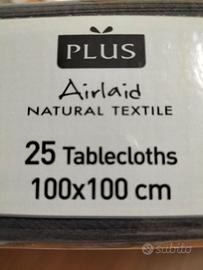 PLUS
Airlaid
NATURAL TEXTILE
25 Tablecloths
100x100 cm
subito